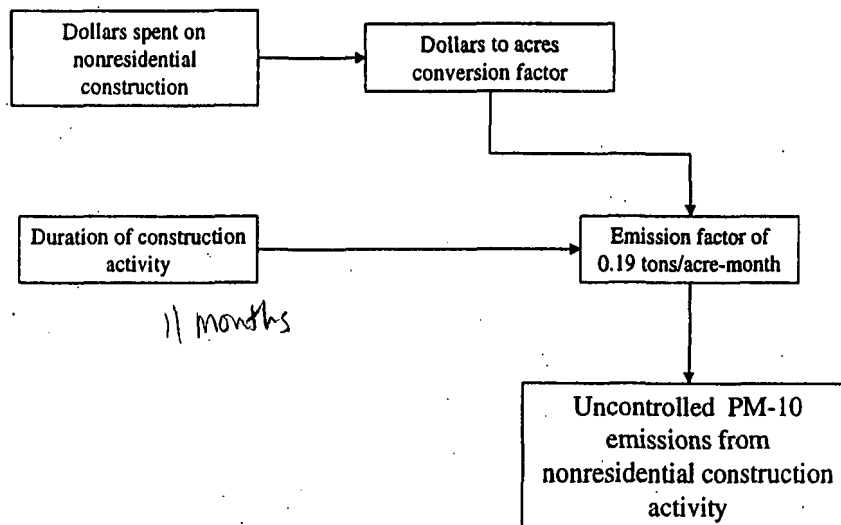 Dollars spent on
nonresidential
construction
Dollars to acres
conversion factor
Duration of construction
activity
Emission factor of
0.19 tons/acre-month
11 months
Uncontrolled PM-10
emissions from
nonresidential construction
activity